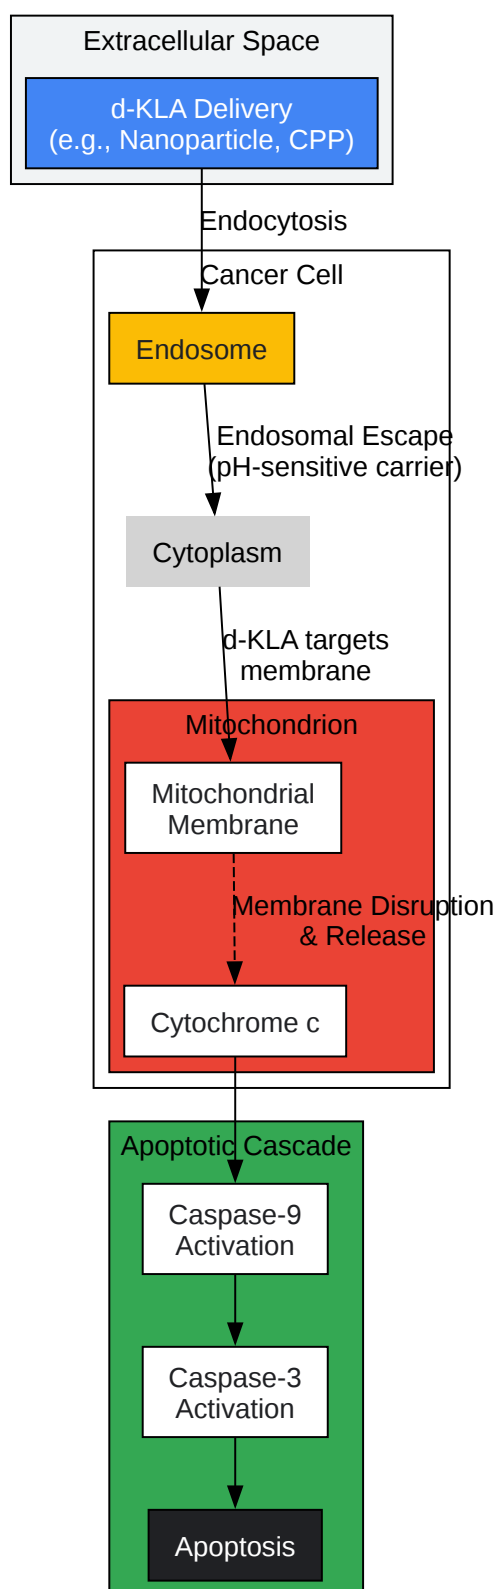 Extracellular Space
d-KLA Delivery
(e.g., Nanoparticle, CPP)
Endocytosis
Cancer Cell
Endosome
Endosomal Escape
(pH-sensitive carrier)
Cytoplasm
d-KLA targets
membrane
Mitochondrion
Mitochondrial
Membrane
Membrane Disruption
& Release
Cytochrome c
Apoptotic Cascade
Caspase-9
Activation
Caspase-3
Activation
Apoptosis